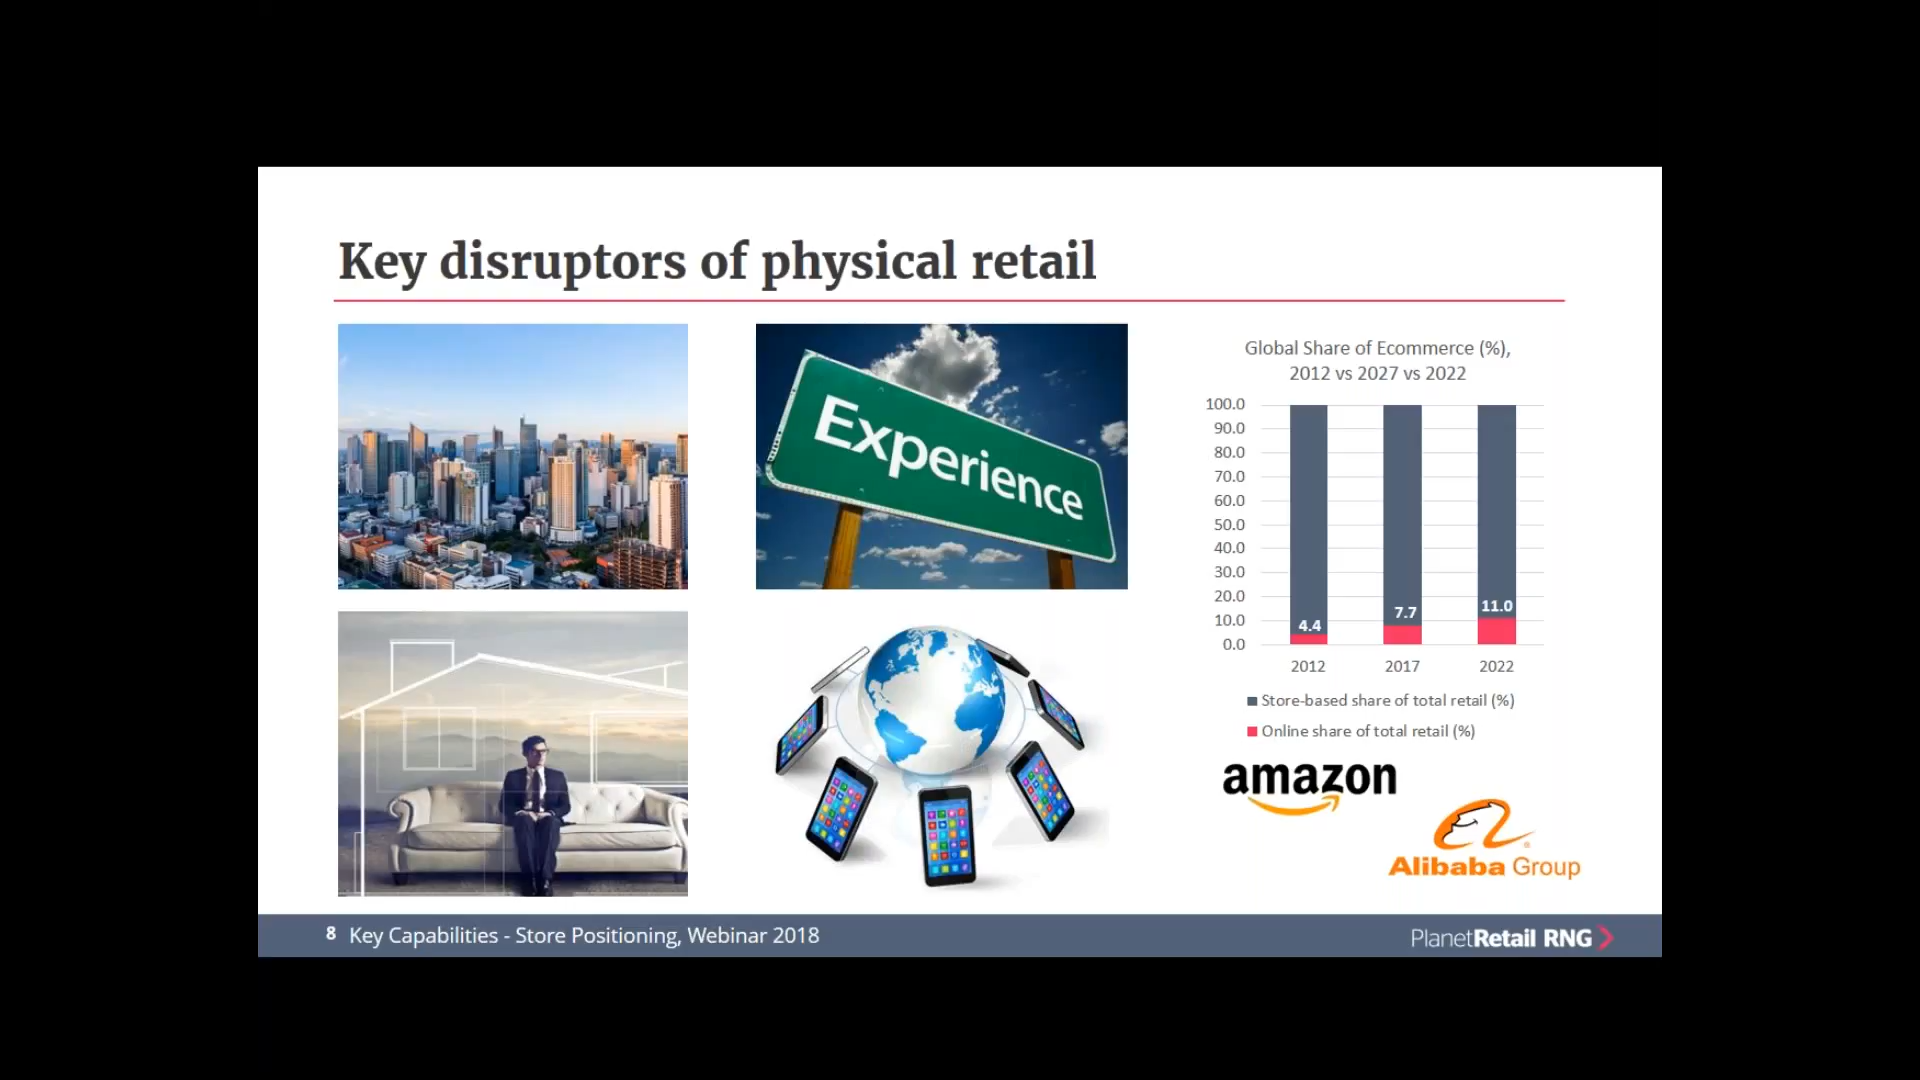 Key disruptors of physical retail
Experience
Global Share of Ecommerce (%),
2012 vs 2027 vs 2022
100.0
90.0
80.0
70.0
60.0
50.0
40.0
30.0
20.0
10.0
0.0
4.4
7.7
11.0
2012
2017
2022
Store-based share of total retail (%)
Online share of total retail (%)
amazon
Alibaba Group
8 Key Capabilities - Store Positioning, Webinar 2018
PlanetRetail RNG